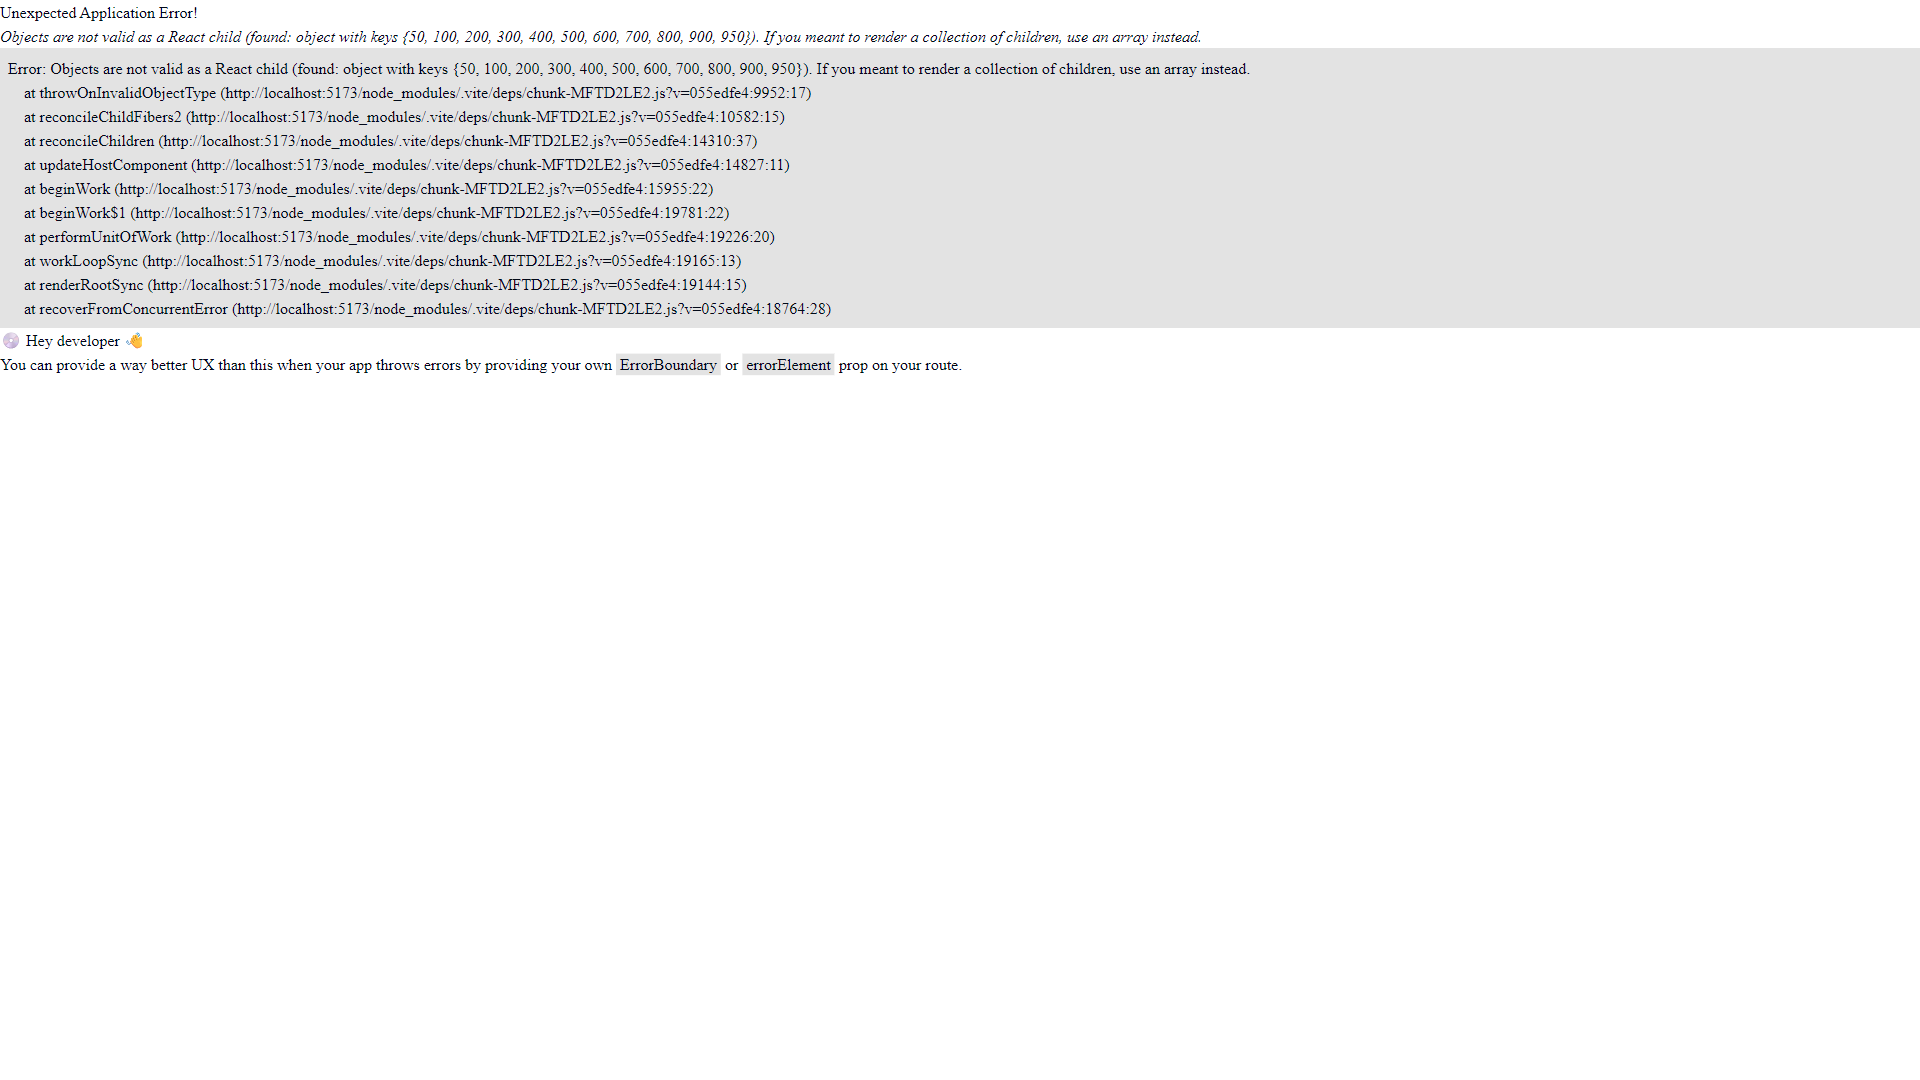 Unexpected Application Error!
Objects are not valid as a React child (found: object with keys {50, 100, 200, 300, 400, 500, 600, 700, 800, 900, 950}). If you meant to render a collection of children, use an array instead.
Error: Objects are not valid as a React child (found: object with keys {50, 100, 200, 300, 400, 500, 600, 700, 800, 900, 950}). If you meant to render a collection of children, use an array instead.
at throwOnInvalidObjectType (http://localhost:5173/node_modules/.vite/deps/chunk-MFTD2LE2.js?v=055edfe4:9952:17)
at reconcileChildFibers2 (http://localhost:5173/node_modules/.vite/deps/chunk-MFTD2LE2.js?v=055edfe4:10582:15)
at reconcileChildren (http://localhost:5173/node_modules/.vite/deps/chunk-MFTD2LE2.js?v=055edfe4:14310:37)
at updateHostComponent (http://localhost:5173/node_modules/.vite/deps/chunk-MFTD2LE2.js?v=055edfe4:14827:11)
at beginWork (http://localhost:5173/node_modules/.vite/deps/chunk-MFTD2LE2.js?v=055edfe4:15955:22)
at beginWork$1 (http://localhost:5173/node_modules/.vite/deps/chunk-MFTD2LE2.js?v=055edfe4:19781:22)
at performUnitOfWork (http://localhost:5173/node_modules/.vite/deps/chunk-MFTD2LE2.js?v=055edfe4:19226:20)
at workLoopSync (http://localhost:5173/node_modules/.vite/deps/chunk-MFTD2LE2.js?v=055edfe4:19165:13)
at renderRootSync (http://localhost:5173/node_modules/.vite/deps/chunk-MFTD2LE2.js?v=055edfe4:19144:15)
at recoverFromConcurrentError (http://localhost:5173/node_modules/.vite/deps/chunk-MFTD2LE2.js?v=055edfe4:18764:28)
💿 Hey developer 👋
You can provide a way better UX than this when your app throws errors by providing your own ErrorBoundary or errorElement prop on your route.